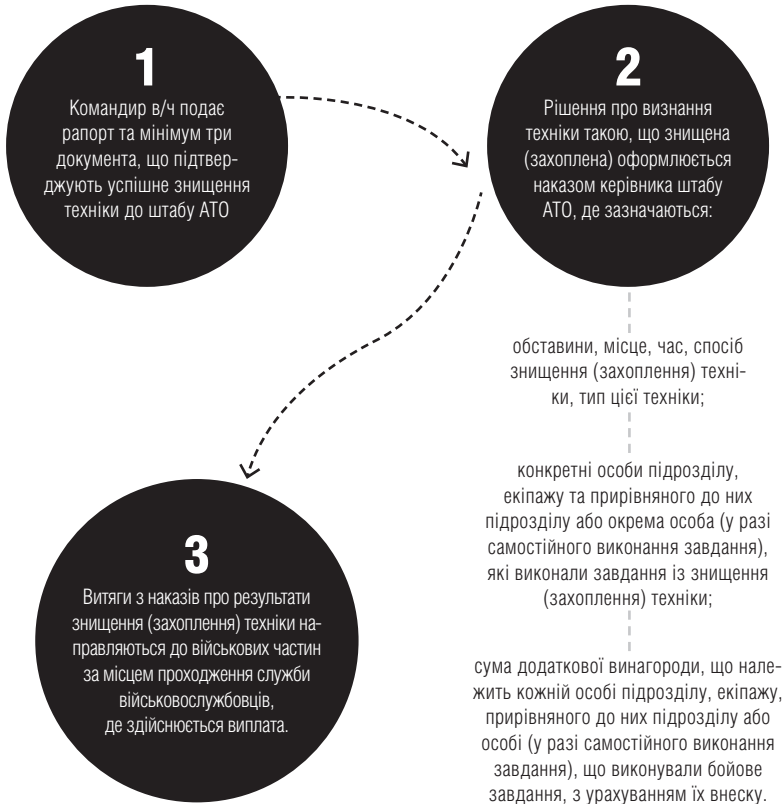 1
Командир в/ч подає
рапорт та мінімум три
документа, що підтвер-
джують успішне знищення
техніки до штабу АТО
2
Рішення про визнання
техніки такою, що знищена
(захоплена) оформлюється
наказом керівника штабу
АТО, де зазначаються:
обставини, місце, час, спосіб
знищення (захоплення) техні-
ки, тип цієї техніки;
конкретні особи підрозділу,
екіпажу та прирівняного до них
підрозділу або окрема особа (у разі
самостійного виконання завдання),
які виконали завдання із знищення
(захоплення) техніки;
сума додаткової винагороди, що нале-
жить кожній особі підрозділу, екіпажу,
прирівняного до них підрозділу або
особі (у разі самостійного виконання
завдання), що виконували бойове
завдання, з урахуванням їх внеску.
3
Витяги з наказів про результати
знищення (захоплення) техніки на-
правляються до військових частин
за місцем проходження служби
військовослужбовців,
де здійснюється виплата.